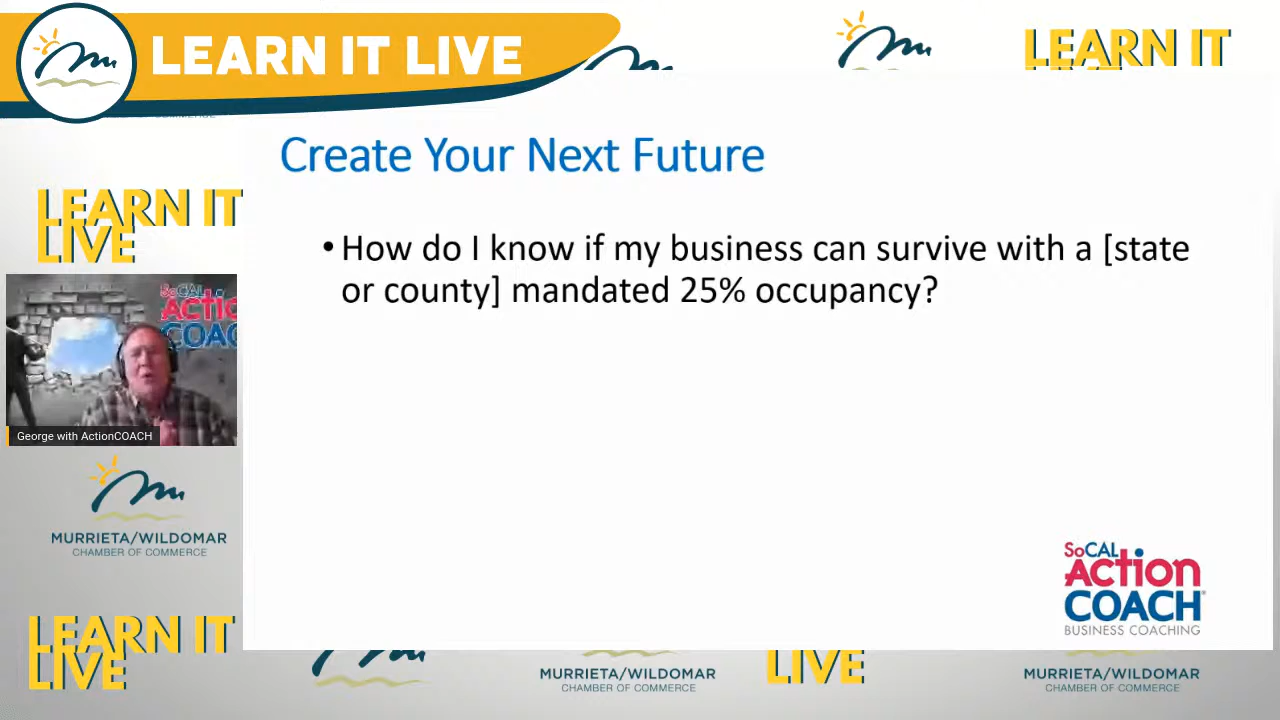 LEARN IT LIVE
LEARN IT
Create Your Next Future
LEARN IT
LIVE
• How do I know if my business can survive with a [state
or county] mandated 25% occupancy?
SoCAL
ACTIO
COAC
George with ActionCOACH
MURRIETA/WILDOMAR
CHAMBER OF COMMERCE
SoCAL
ACTION
COACH®
BUSINESS COACHING
LEARN IT
LIVE
MURRIETA/WILDOMAR
CHAMBER OF COMMERCE
LIVE
MURRIETA/WILDOMAR
CHAMBER OF COMMERCE